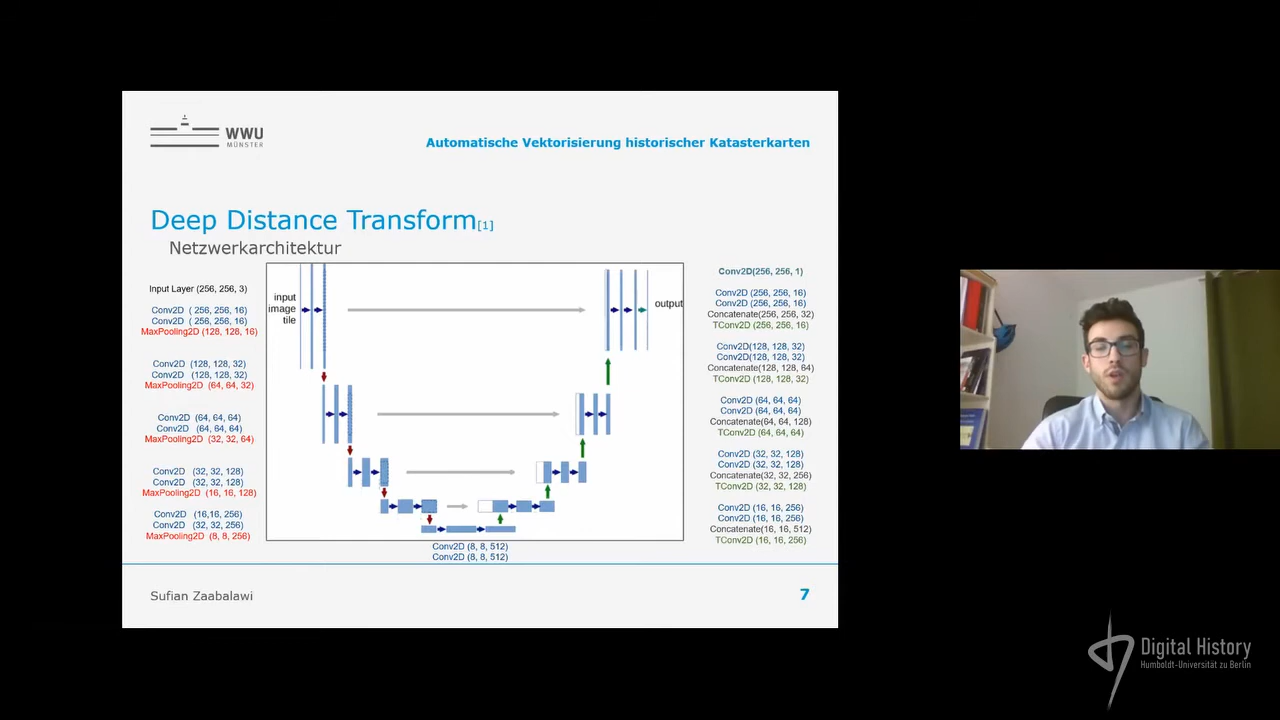 WWU
MÜNSTER
Automatische Vektorisierung historischer Katasterkarten
Deep Distance Transform[1]
Netzwerkarchitektur
Input Layer (256, 256, 3)
Conv2D ( 256, 256, 16)
Conv2D ( 256, 256, 16)
MaxPooling2D (128, 128, 16)
Conv2D (128, 128, 32)
Conv2D (128, 128, 32)
MaxPooling2D (64, 64, 32)
Conv2D (64, 64, 64)
Conv2D (64, 64, 64)
MaxPooling2D (32, 32, 64)
Conv2D (32, 32, 128)
Conv2D (32, 32, 128)
MaxPooling2D (16, 16, 128)
Conv2D (16,16, 256)
Conv2D (32, 32, 256)
MaxPooling2D (8, 8, 256)
input
image
tile
output
Conv2D (8, 8, 512)
Conv2D (8, 8, 512)
Conv2D(256, 256, 1)
Conv2D (256, 256, 16)
Conv2D (256, 256, 16)
Concatenate(256, 256, 32)
TConv2D (256, 256, 16)
Conv2D(128, 128, 32)
Conv2D(128, 128, 32)
Concatenate(128, 128, 64)
TConv2D (128, 128, 32)
Conv2D (64, 64, 64)
Conv2D (64, 64, 64)
Concatenate(64, 64, 128)
TConv2D (64, 64, 64)
Conv2D (32, 32, 128)
Conv2D (32, 32, 128)
Concatenate(32, 32, 256)
TConv2D (32, 32, 128)
Conv2D (16, 16, 256)
Conv2D (16, 16, 256)
Concatenate(16, 16, 512)
TConv2D (16, 16, 256)
Sufian Zaabalawi
7
Digital History
Humboldt-Universität zu Berlin